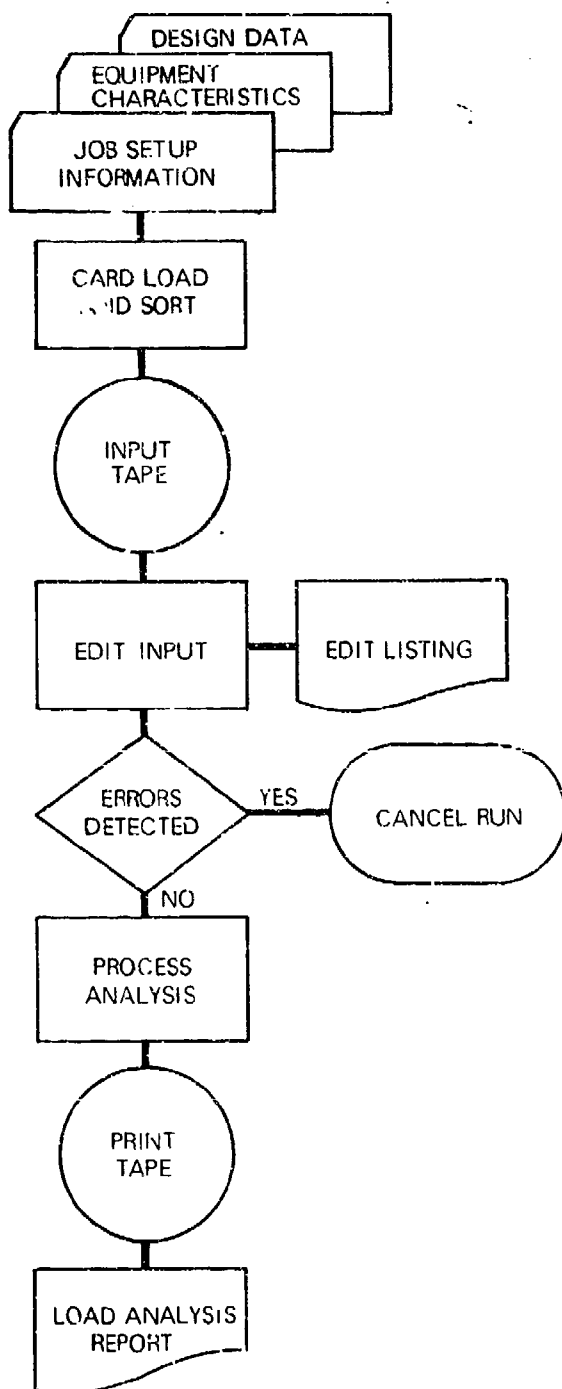 DESIGN DATA
EQUIPMENT
CHARACTERISTICS
JOB SETUP
INFORMATION
CARD LOAD
AND SORT
INPUT
TAPE
EDIT INPUT
EDIT LISTING
ERRORS
DETECTED
YES
CANCEL RUN
NO
PROCESS
ANALYSIS
PRINT
TAPE
LOAD ANALYSIS
REPORT